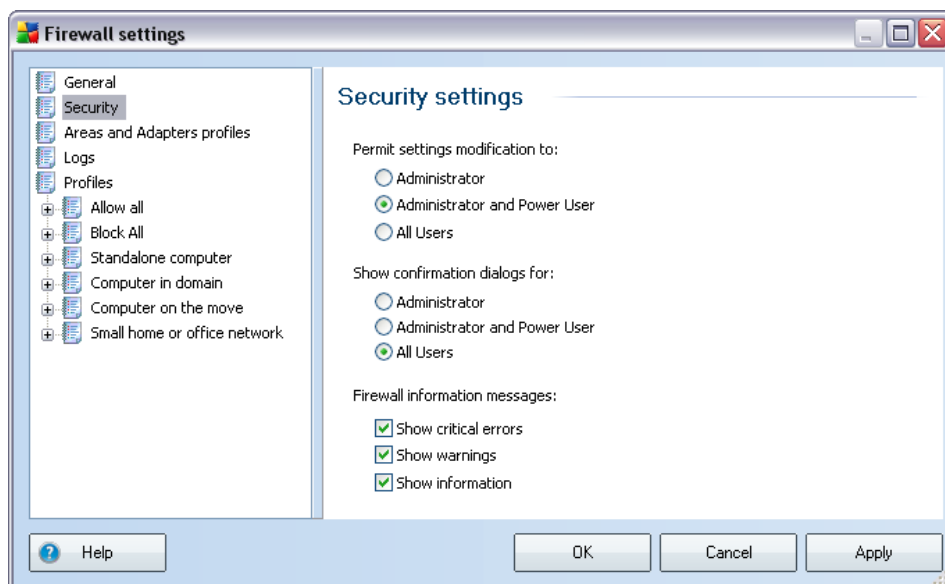 Firewall settings
General
Security
Areas and Adapters profiles
Logs
Profiles
Allow all
Block All
Standalone computer
Computer in domain
Computer on the move
Small home or office network
Security settings
Permit settings modification to:
Administrator
Administrator and Power User
All Users
Show confirmation dialogs for:
Administrator
Administrator and Power User
All Users
Firewall information messages:
Show critical errors
Show warnings
Show information
Help
OK
Cancel
Apply